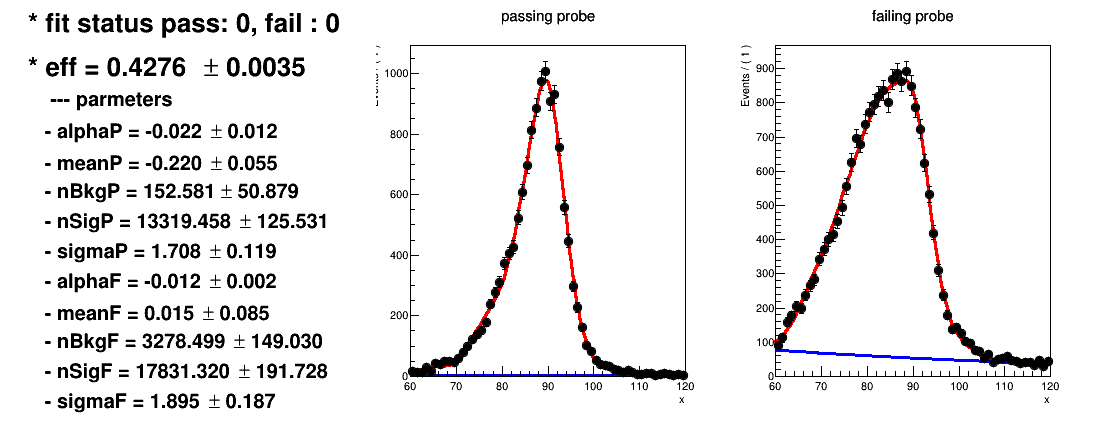 * fit status pass: 0, fail : 0
* eff = 0.4276 ± 0.0035
--- parmeters
- alphaP = -0.022 ± 0.012
- meanP = -0.220 ± 0.055
- nBkgP = 152.581 ± 50.879
- nSigP = 13319.458 ± 125.531
- sigmaP = 1.708 ± 0.119
- alphaF = -0.012 ± 0.002
- meanF = 0.015 ± 0.085
- nBkgF = 3278.499 ± 149.030
- nSigF = 17831.320 ± 191.728
- sigmaF = 1.895 ± 0.187
passing probe
1000
800
600
400
200
0
60 70 80 90 100 110 120
x
failing probe
Events / ( 1 )
900
800
700
600
500
400
300
200
100
0
60 70 80 90 100 110 120
x